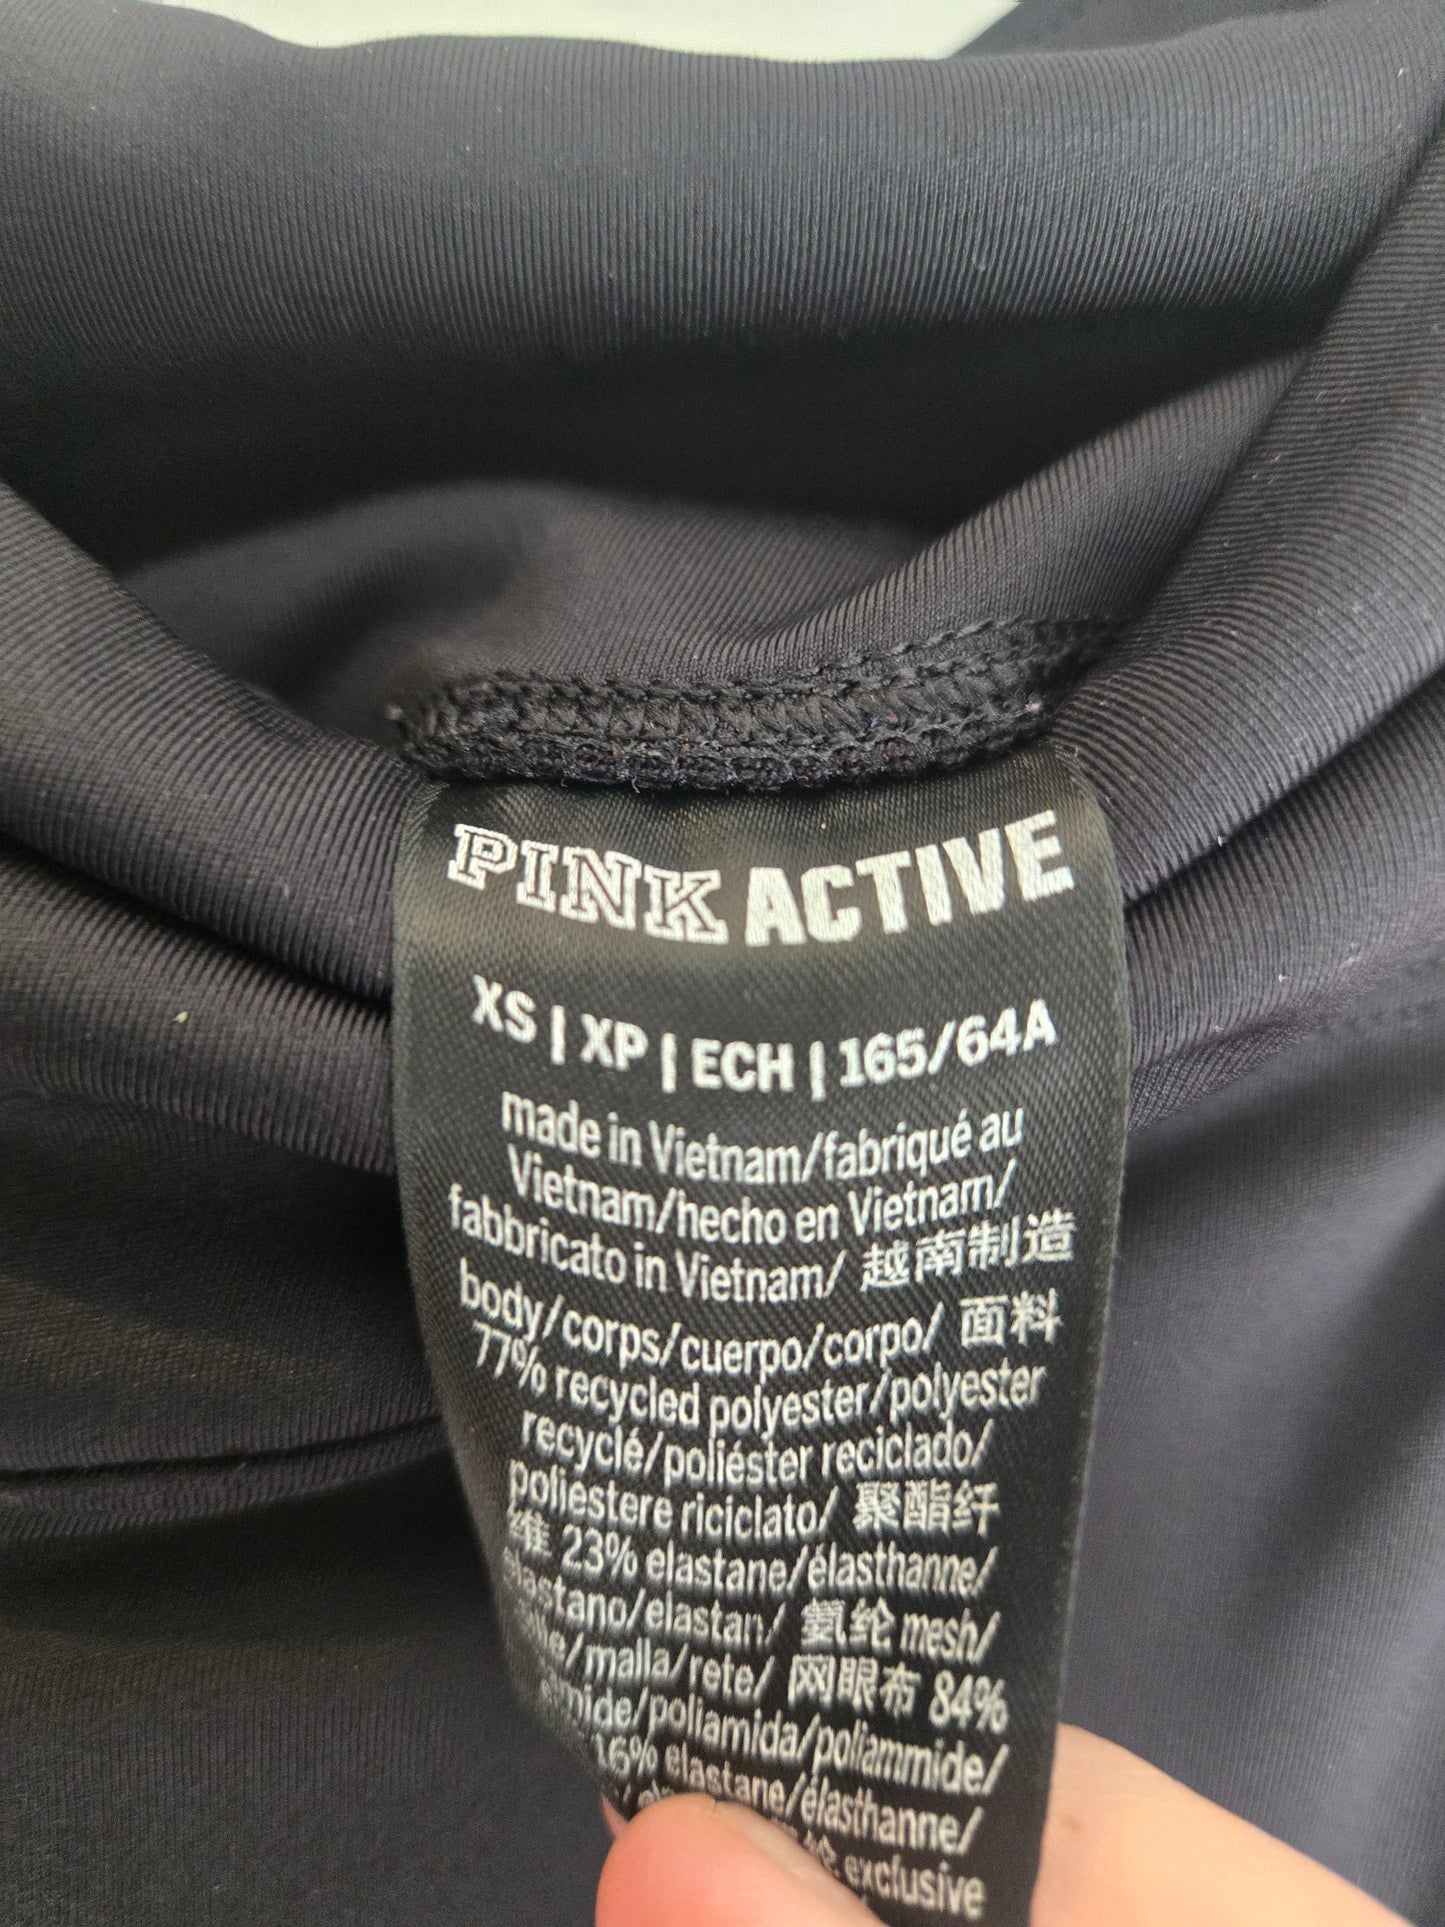 PINK ACTIVE
XS | XP | ECH | 165/64A
made in Vietnam/fabriqué au
Vietnam/hecho en Vietnam/
fabbricato in Vietnam/ 越南制造
body/corps/cuerpo/corpo/ 面料
77% recycled polyester/polyester
recyclé/poliéster reciclado/
poliestere riciclato/ 聚酯纤
维 23% elastane/élasthanne/
elastano/elastan/ 氨纶 mesh/
/malla/rete/ 网眼布 84%
/poliamida/poliammide/
16% elastane/élasthanne/
exclusive